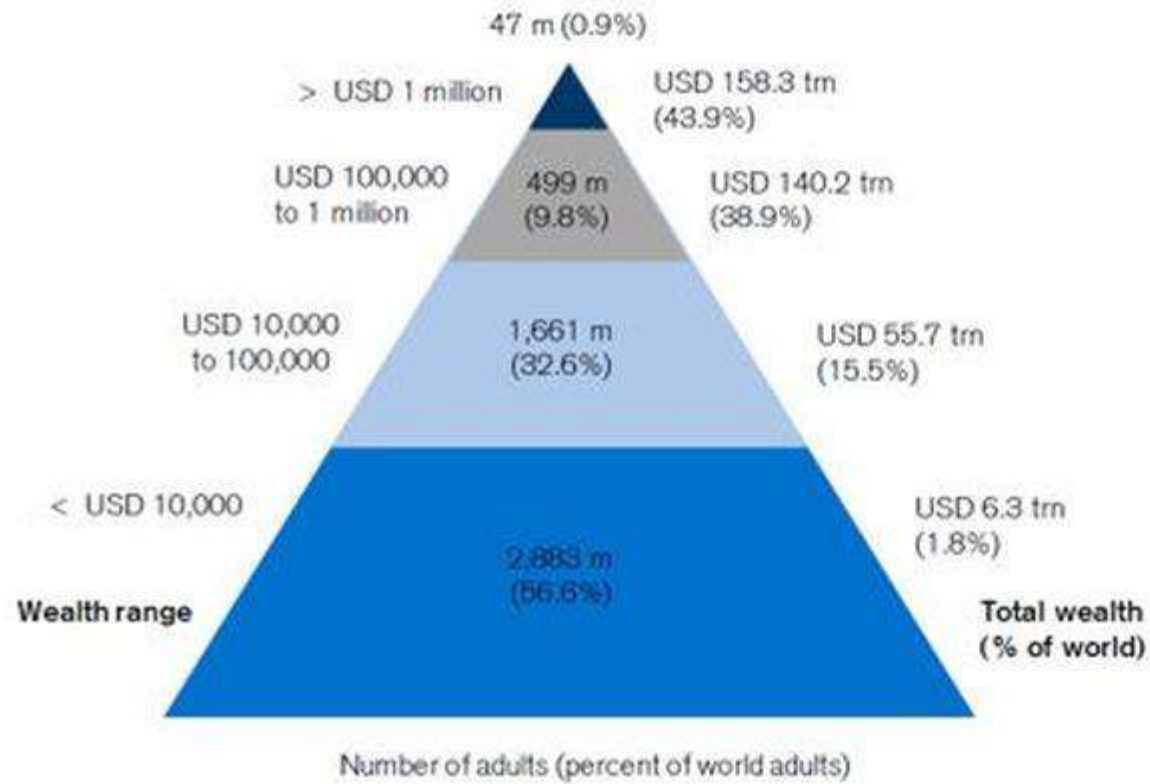 47 m (0.9%)
> USD 1 million
USD 158.3 trn
(43.9%)
USD 100,000
to 1 million
499 m
(9.8%)
USD 140.2 trn
(38.9%)
USD 10,000
to 100,000
1,661 m
(32.6%)
USD 55.7 trn
(15.5%)
< USD 10,000
2,883 m
(56.6%)
USD 6.3 trn
(1.8%)
Wealth range
Total wealth
(% of world)
Number of adults (percent of world adults)